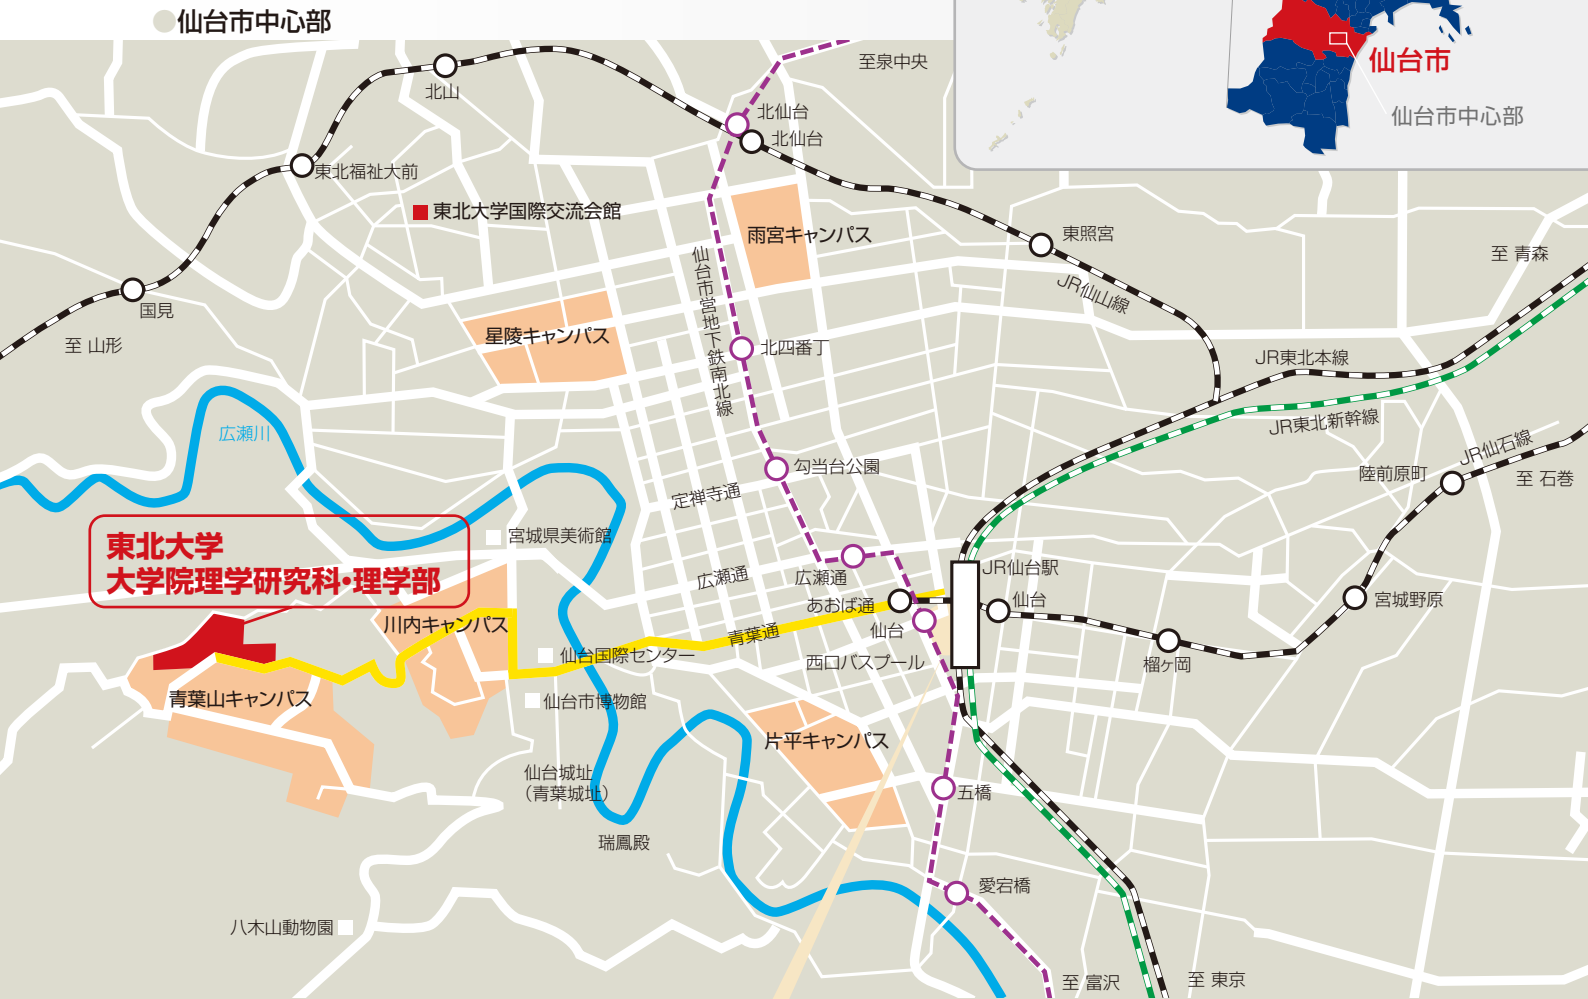 仙台市中心部
至泉中央
仙台市
仙台市中心部
北山
北仙台
北仙台
東北福祉大前
東北大学国際交流会館
雨宮キャンパス
東照宮
至 青森
仙台市営地下鉄南北線
JR仙山線
国見
至 山形
星陵キャンパス
北四番丁
JR東北本線
JR東北新幹線
JR仙石線
広瀬川
勾当台公園
陸前原町
至 石巻
定禅寺通
宮城県美術館
東北大学
大学院理学研究科・理学部
広瀬通
広瀬通
JR仙台駅
あおば通
仙台
宮城野原
川内キャンパス
青葉通
仙台
仙台国際センター
西口バスプール
榴ヶ岡
青葉山キャンパス
仙台市博物館
片平キャンパス
仙台城址
（青葉城址）
五橋
瑞鳳殿
愛宕橋
八木山動物園
至 富沢
至 東京